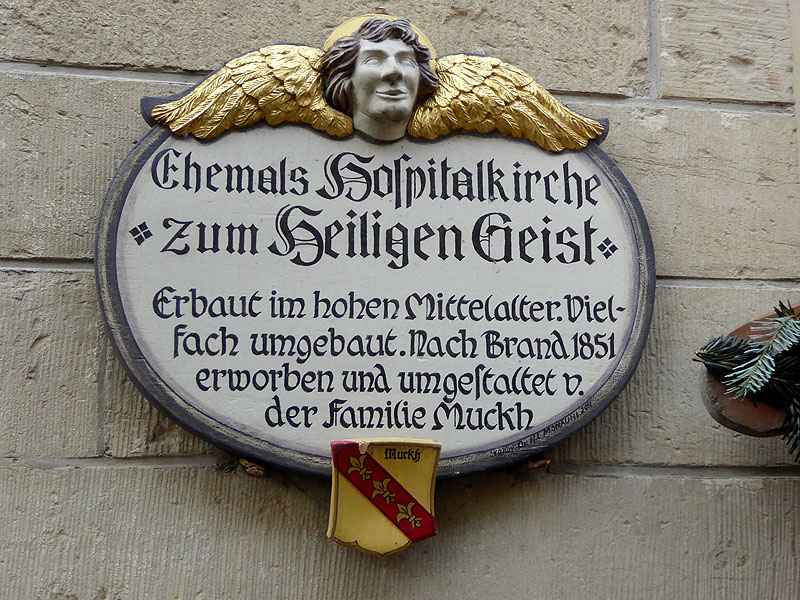 Ehemals Hospitalkirche
zum Heiligen Geist
Erbaut im hohen Mittelalter. Viel-
fach umgebaut. Nach Brand 1851
erworben und umgestaltet v.
der Familie Muckh
Muckh